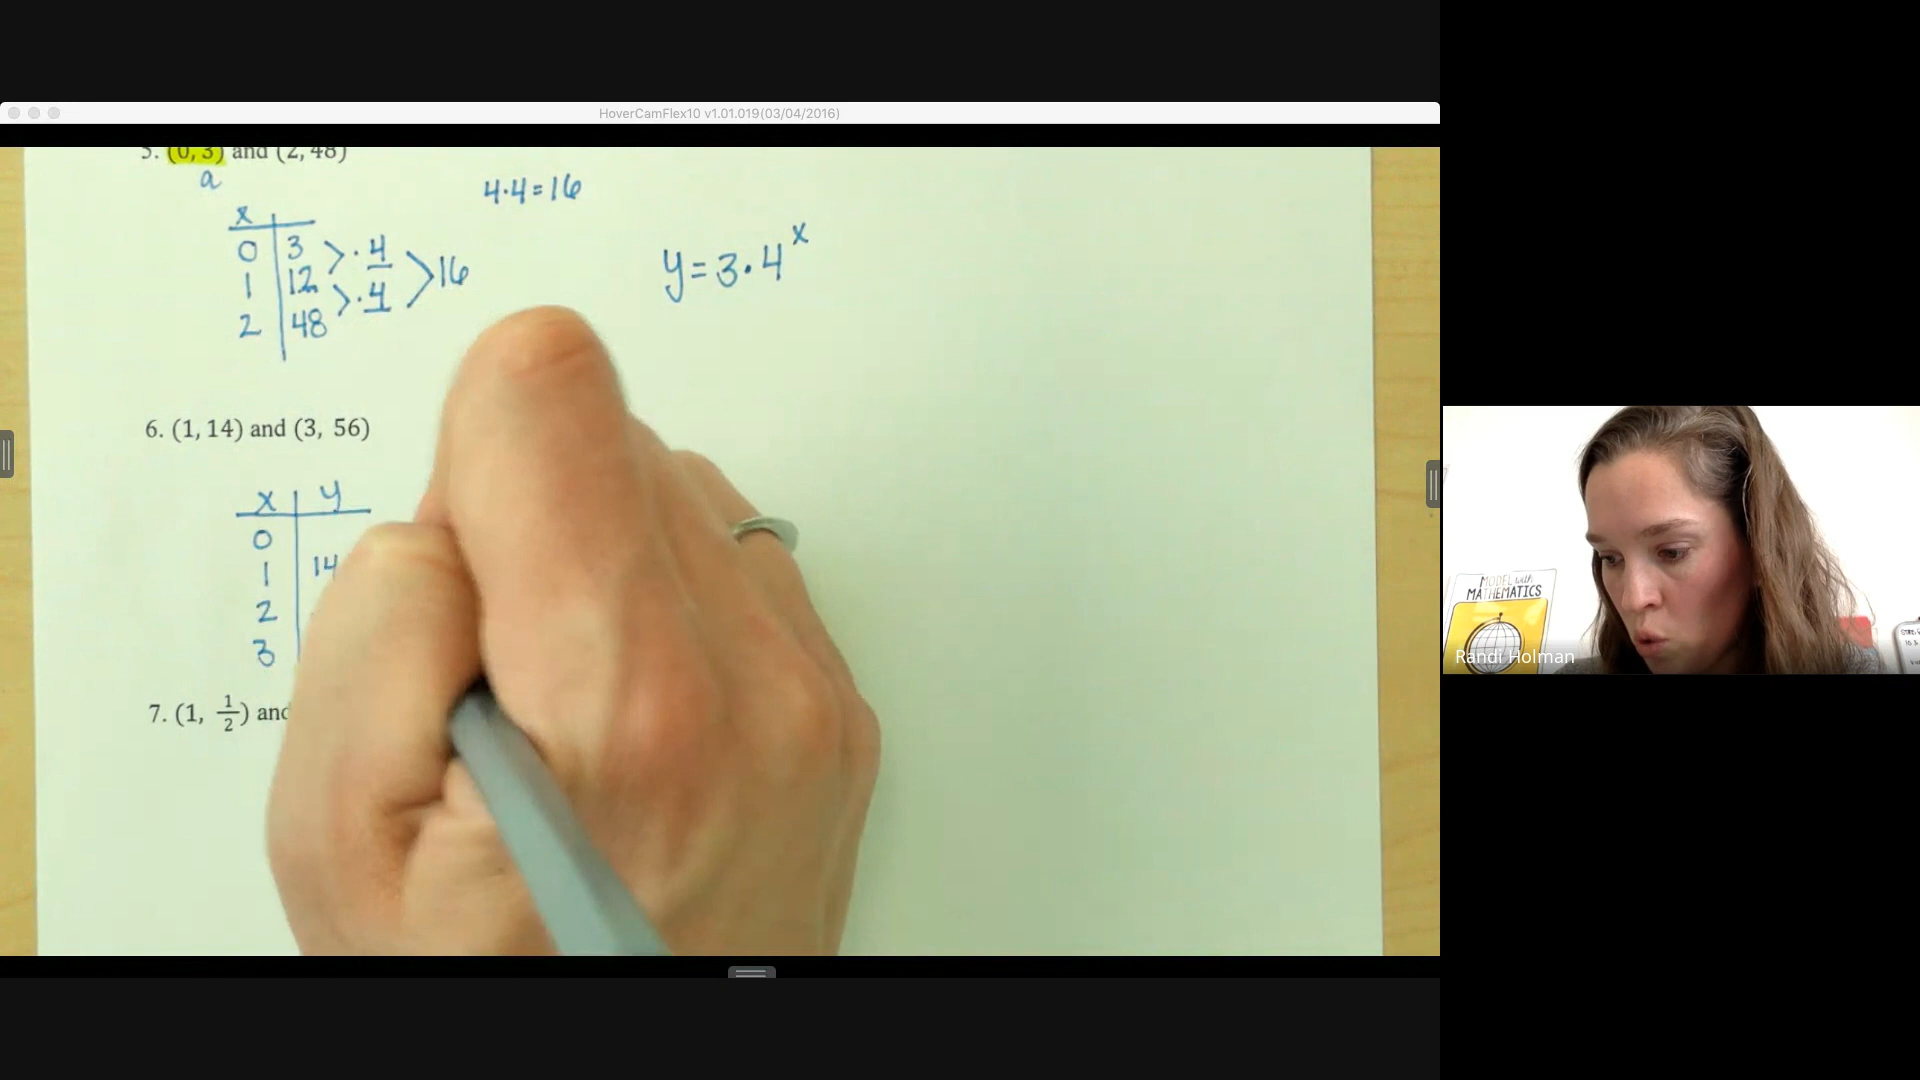 HoverCamFlex10 v1.01.019(03/04/2016)
5. (0, 3) and (2, 48)
a
4·4=16
x
0 3 > ·4
1 12 > ·4 > 16
2 48
y=3·4^x
6. (1, 14) and (3, 56)
x y
0
1 14
2
3
7. (1, 1/2) and
MODEL with
MATHEMATICS
Randi Holman